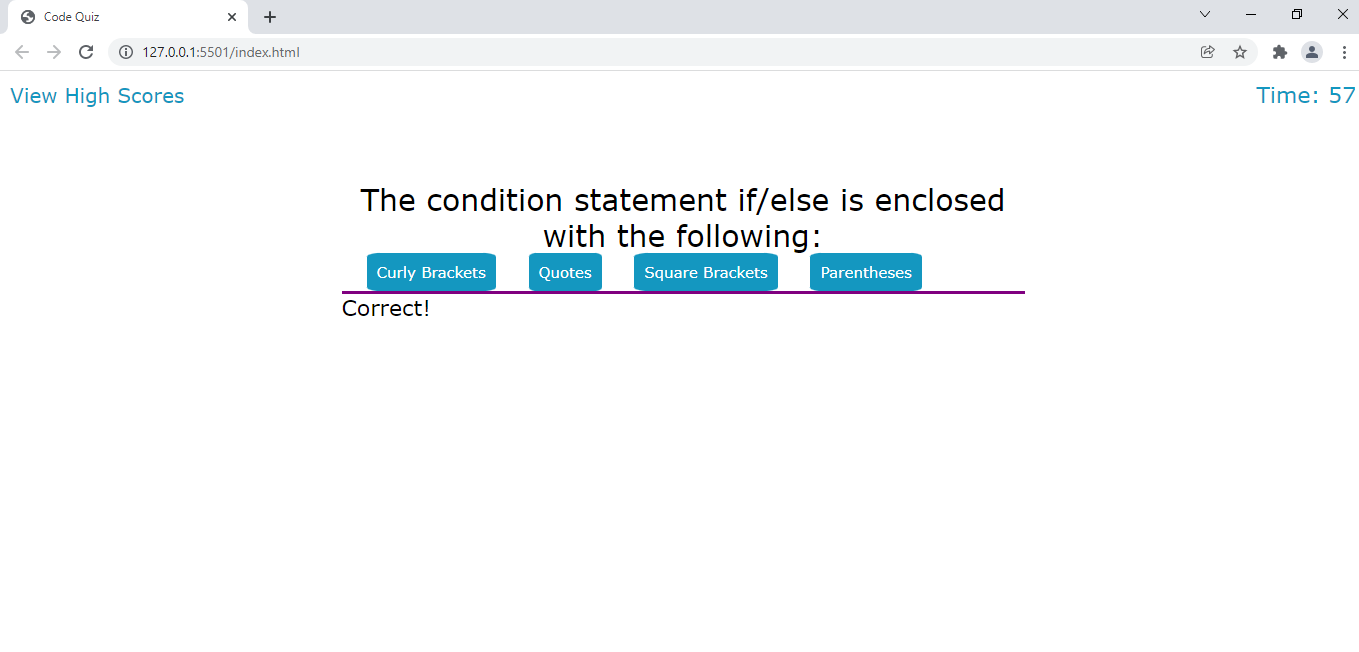 Code Quiz
127.0.0.1:5501/index.html
View High Scores
Time: 57
The condition statement if/else is enclosed
with the following:
Curly Brackets Quotes Square Brackets Parentheses
Correct!